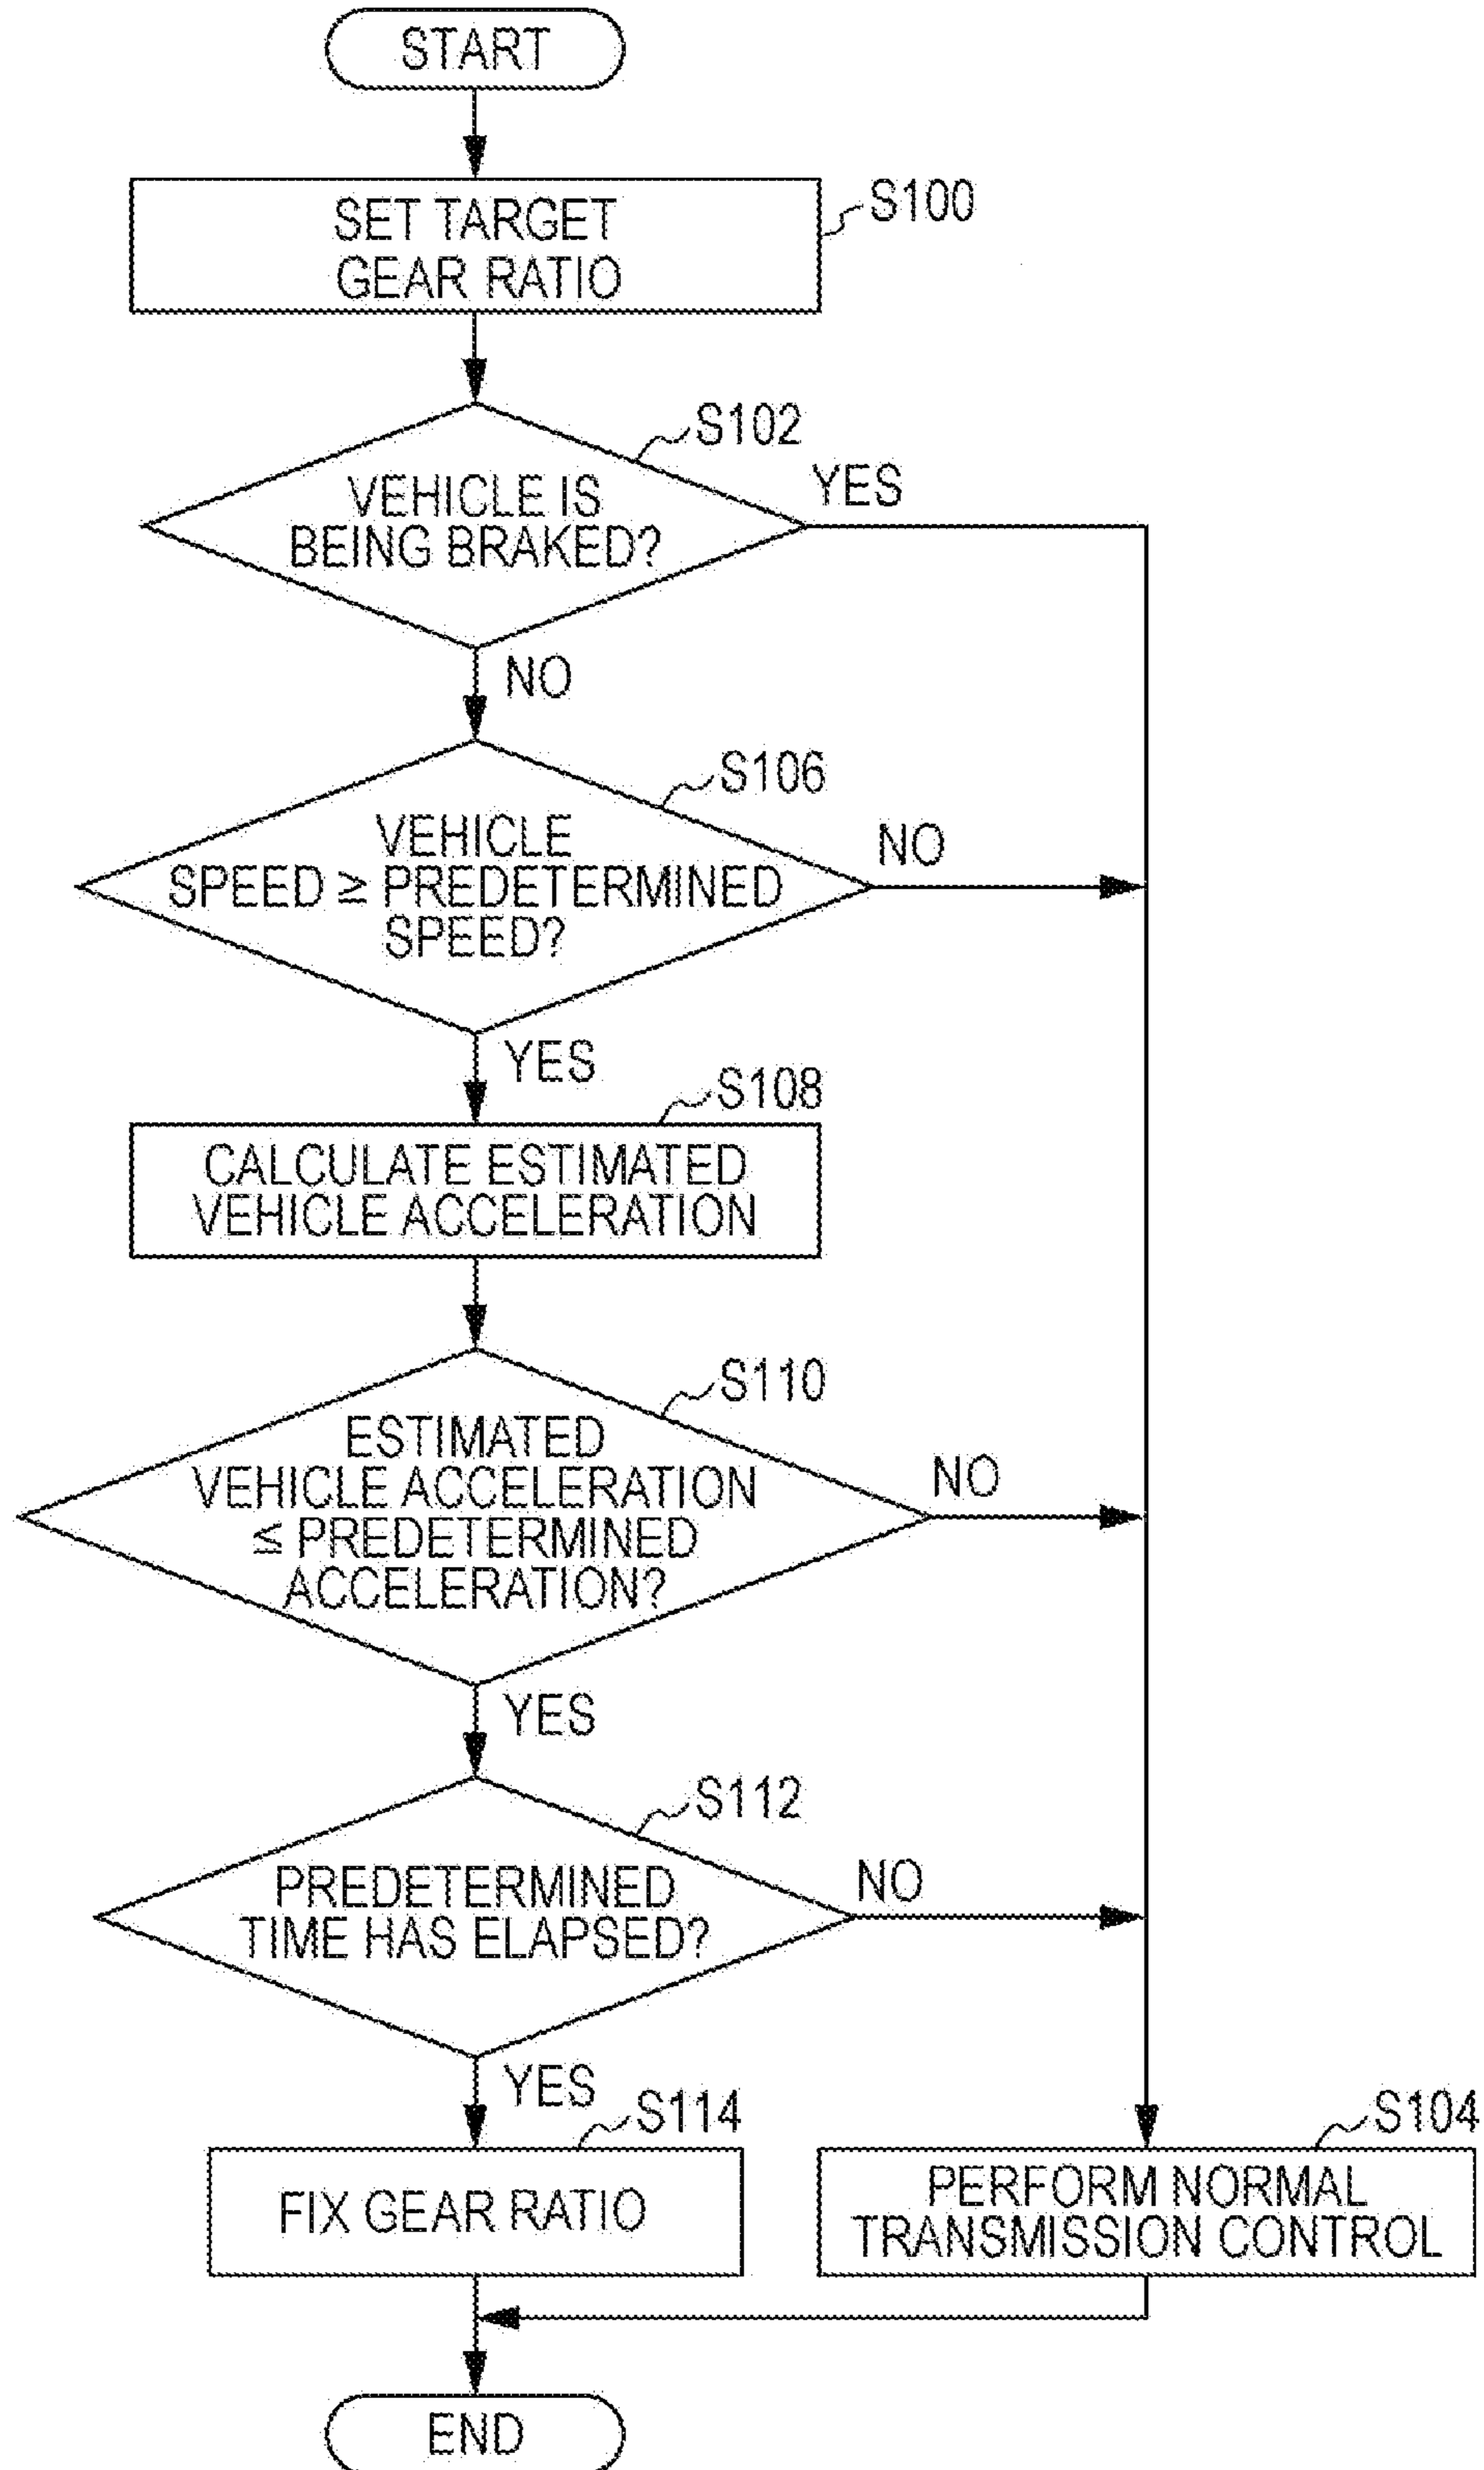 START
SET TARGET
GEAR RATIO
S100
S102
VEHICLE IS
BEING BRAKED?
YES
NO
S106
VEHICLE
SPEED ≥ PREDETERMINED
SPEED?
NO
YES
S108
CALCULATE ESTIMATED
VEHICLE ACCELERATION
S110
ESTIMATED
VEHICLE ACCELERATION
≦ PREDETERMINED
ACCELERATION?
NO
YES
S112
PREDETERMINED
TIME HAS ELAPSED?
NO
YES
S114
FIX GEAR RATIO
S104
PERFORM NORMAL
TRANSMISSION CONTROL
END